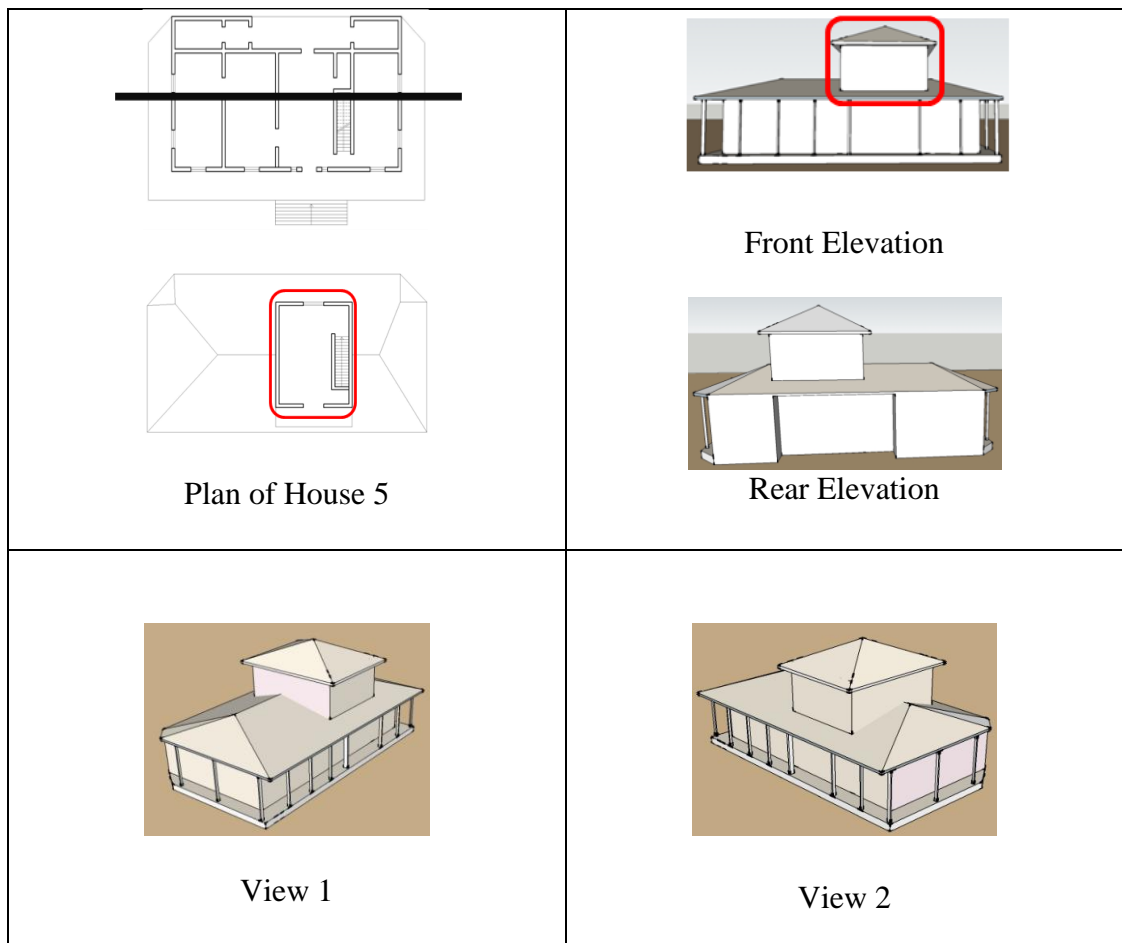 Plan of House 5
Front Elevation
Rear Elevation
View 1
View 2